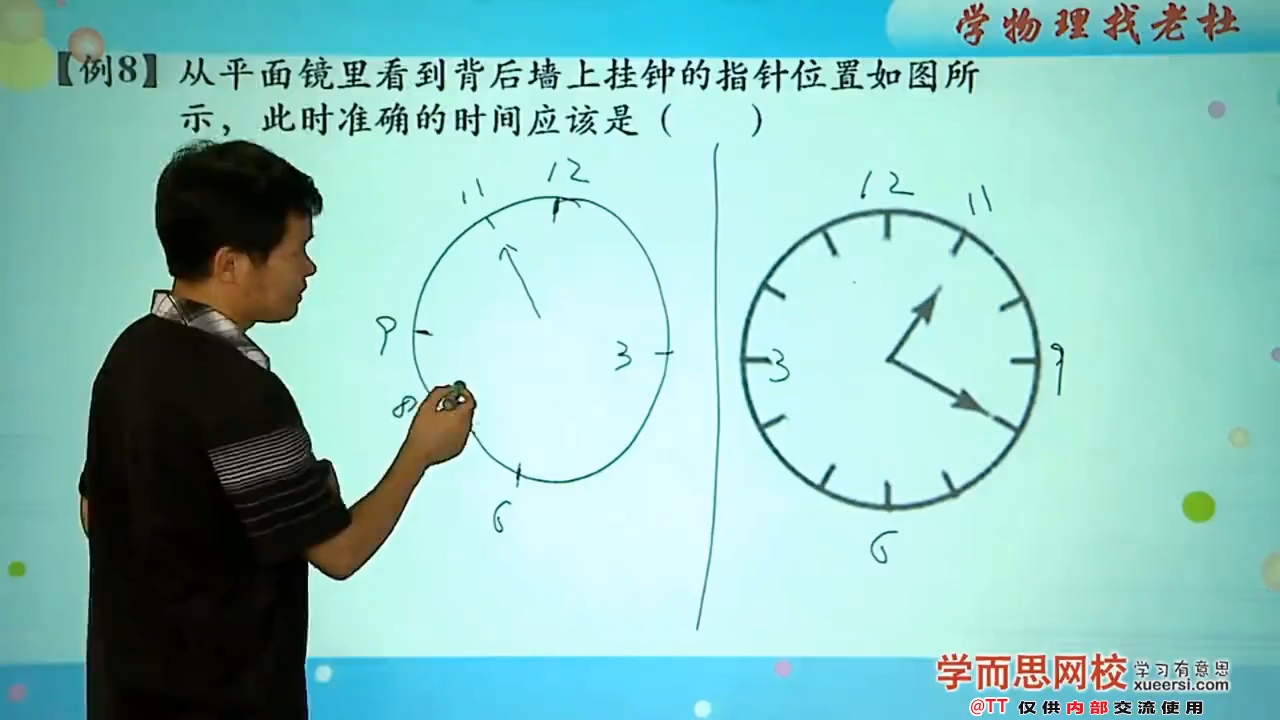 学物理找老杜
【例8】从平面镜里看到背后墙上挂钟的指针位置如图所
示，此时准确的时间应该是（　　）
11 12
9 3
8
6
12 11
3 9
6
学而思网校 学习有意思
xueersi.com
@TT 仅供内部交流使用